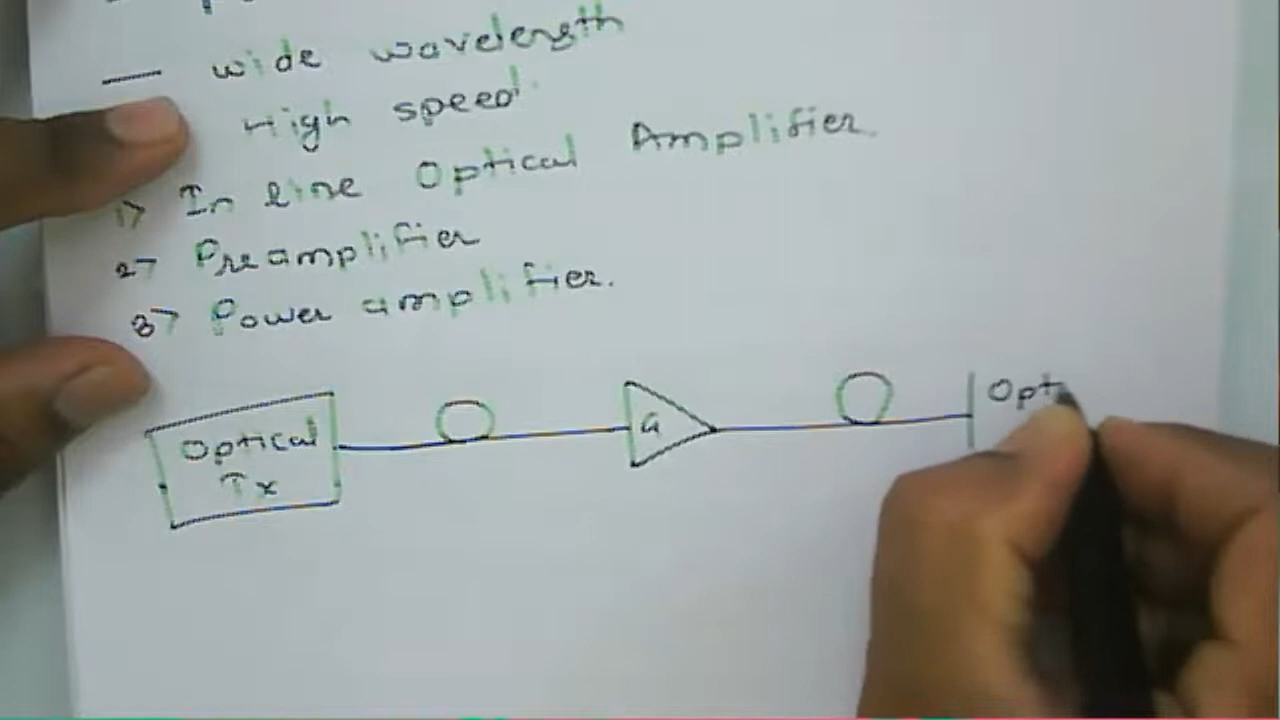 — wide wavelength
High speed.
1> In line Optical Amplifier.
2> Preamplifier
3> Power amplifier.
Optical
Tx
G
Opt